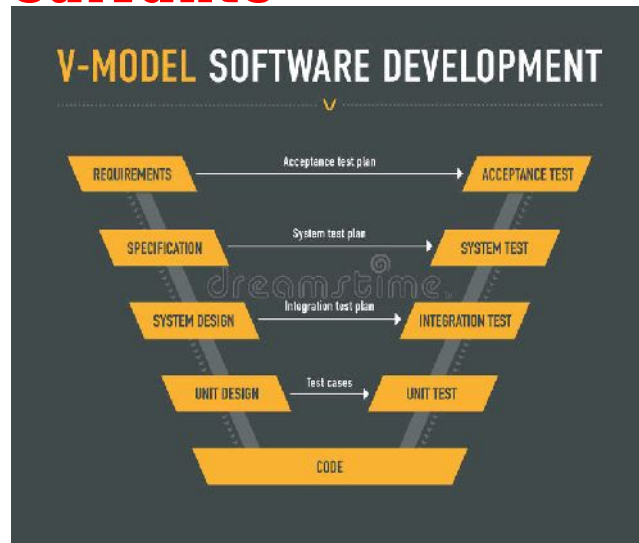 V-MODEL SOFTWARE DEVELOPMENT
REQUIREMENTS
Acceptance test plan
ACCEPTANCE TEST
SPECIFICATION
System test plan
SYSTEM TEST
dreamstime.
SYSTEM DESIGN
Integration test plan
INTEGRATION TEST
UNIT DESIGN
Test cases
UNIT TEST
CODE